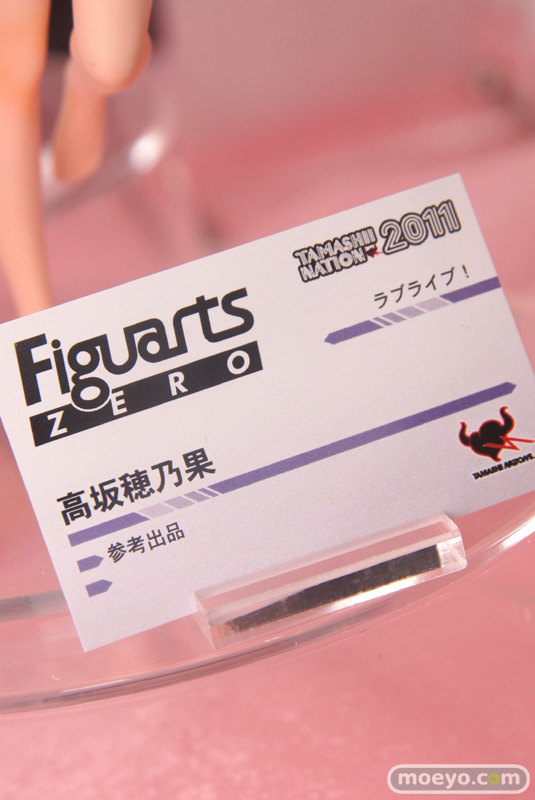 TAMASHII
NATION 2011
ラブライブ！
Figuarts
ZERO
高坂穂乃果
参考出品
TAMASHII NATIONS
moeyo.com